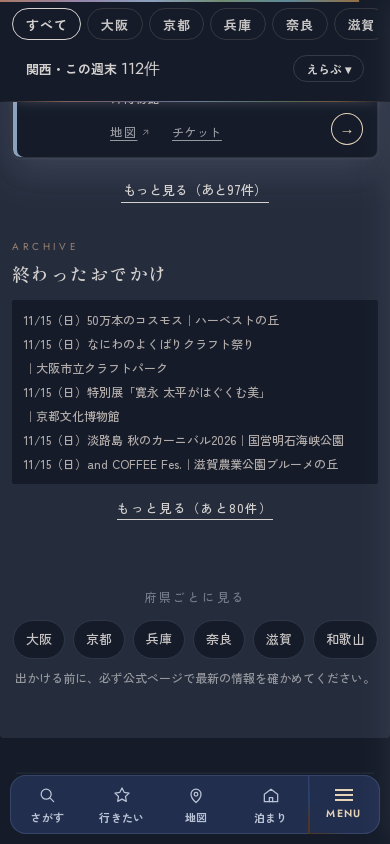 すべて 大阪 京都 兵庫 奈良 滋賀
関西・この週末 112件 えらぶ ▾
地図 ↗ チケット →
もっと見る（あと97件）
ARCHIVE
終わったおでかけ
11/15（日）50万本のコスモス｜ハーベストの丘
11/15（日）なにわのよくばりクラフト祭り
｜大阪市立クラフトパーク
11/15（日）特別展「寛永 太平がはぐくむ美」
｜京都文化博物館
11/15（日）淡路島 秋のカーニバル2026｜国営明石海峡公園
11/15（日）and COFFEE Fes.｜滋賀農業公園ブルーメの丘
もっと見る（あと80件）
府県ごとに見る
大阪 京都 兵庫 奈良 滋賀 和歌山
出かける前に、必ず公式ページで最新の情報を確かめてください。
さがす 行きたい 地図 泊まり MENU